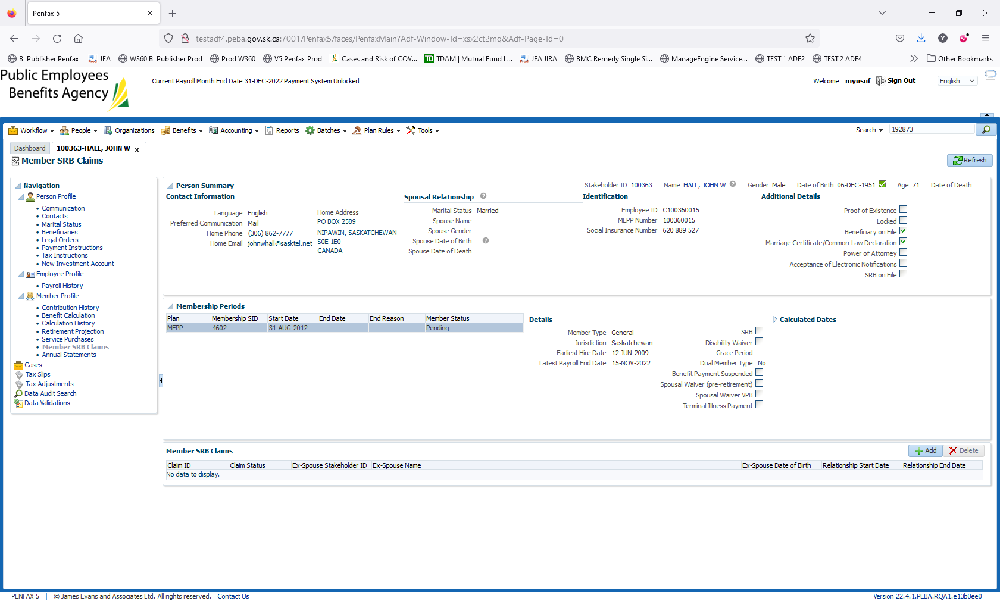 Penfax 5
testadf4.peba.gov.sk.ca:7001/Penfax5/faces/PenfaxMain?Adf-Window-Id=xsx2ct2mq&Adf-Page-Id=0
BI Publisher Penfax JEA W360 BI Publisher Prod Prod W360 V5 Penfax Prod Cases and Risk of COV... TD TDAM | Mutual Fund L... JEA JIRA BMC Remedy Single Si... ManageEngine Service... TEST 1 ADF2 TEST 2 ADF4 Other Bookmarks
Public Employees
Benefits Agency
Current Payroll Month End Date 31-DEC-2022 Payment System Unlocked
Welcome myusuf Sign Out English
Workflow People Organizations Benefits Accounting Reports Batches Plan Rules Tools Search 192873
Dashboard 100363-HALL, JOHN W
Member SRB Claims
Refresh
Navigation
Person Profile
Communication
Contacts
Marital Status
Beneficiaries
Legal Orders
Payment Instructions
Tax Instructions
New Investment Account
Employee Profile
Payroll History
Member Profile
Contribution History
Benefit Calculation
Calculation History
Retirement Projection
Service Purchases
Member SRB Claims
Annual Statements
Cases
Tax Slips
Tax Adjustments
Data Audit Search
Data Validations
Person Summary
Stakeholder ID 100363 Name HALL, JOHN W Gender Male Date of Birth 06-DEC-1951 Age 71 Date of Death
Contact Information
Language English
Preferred Communication Mail
Home Phone (306) 862-7777
Home Email johnwhall@sasktel.net
Home Address
PO BOX 2589
NIPAWIN, SASKATCHEWAN
S0E 1E0
CANADA
Spousal Relationship
Marital Status Married
Spouse Name
Spouse Gender
Spouse Date of Birth
Spouse Date of Death
Identification
Employee ID C100360015
MEPP Number 100360015
Social Insurance Number 620 889 527
Additional Details
Proof of Existence
Locked
Beneficiary on File
Marriage Certificate/Common-Law Declaration
Power of Attorney
Acceptance of Electronic Notifications
SRB on File
Membership Periods
Plan Membership SID Start Date End Date End Reason Member Status
MEPP 4602 31-AUG-2012 Pending
Details
Member Type General
Jurisdiction Saskatchewan
Earliest Hire Date 12-JUN-2009
Latest Payroll End Date 15-NOV-2022
SRB
Disability Waiver
Grace Period
Dual Member Type No
Benefit Payment Suspended
Spousal Waiver (pre-retirement)
Spousal Waiver VPB
Terminal Illness Payment
Calculated Dates
Member SRB Claims
Add Delete
Claim ID Claim Status Ex-Spouse Stakeholder ID Ex-Spouse Name Ex-Spouse Date of Birth Relationship Start Date Relationship End Date
No data to display.
PENFAX 5 | © James Evans and Associates Ltd. All rights reserved. Contact Us
Version 22.4.1.PEBA.RQA1.e13b0ee0